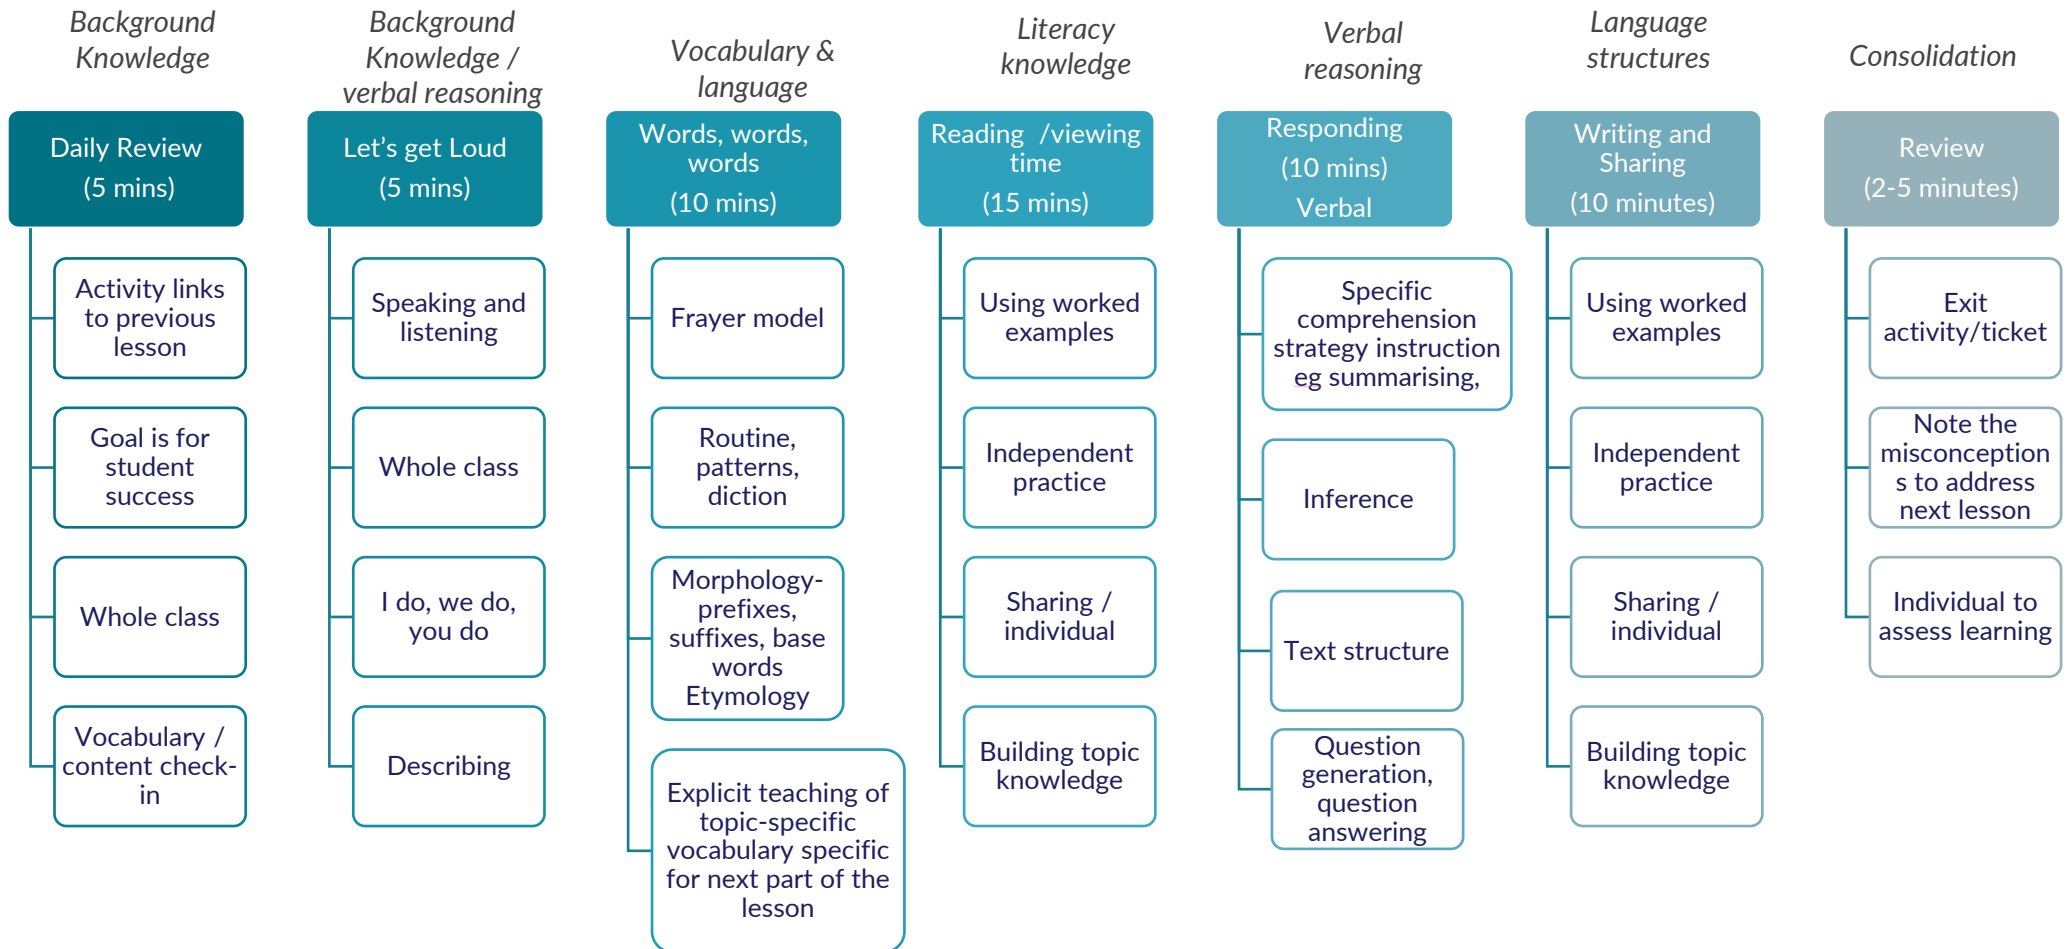 Background
Knowledge
Daily Review
(5 mins)
Activity links
to previous
lesson
Goal is for
student
success
Whole class
Vocabulary /
content check-
in
Background
Knowledge /
verbal reasoning
Let’s get Loud
(5 mins)
Speaking and
listening
Whole class
I do, we do,
you do
Describing
Vocabulary &
language
Words, words,
words
(10 mins)
Frayer model
Routine,
patterns,
diction
Morphology-
prefixes,
suffixes, base
words
Etymology
Explicit teaching of
topic-specific
vocabulary specific
for next part of the
lesson
Literacy
knowledge
Reading /viewing
time
(15 mins)
Using worked
examples
Independent
practice
Sharing /
individual
Building topic
knowledge
Verbal
reasoning
Responding
(10 mins)
Verbal
Specific
comprehension
strategy instruction
eg summarising,
Inference
Text structure
Question
generation,
question
answering
Language
structures
Writing and
Sharing
(10 minutes)
Using worked
examples
Independent
practice
Sharing /
individual
Building topic
knowledge
Consolidation
Review
(2-5 minutes)
Exit
activity/ticket
Note the
misconception
s to address
next lesson
Individual to
assess learning